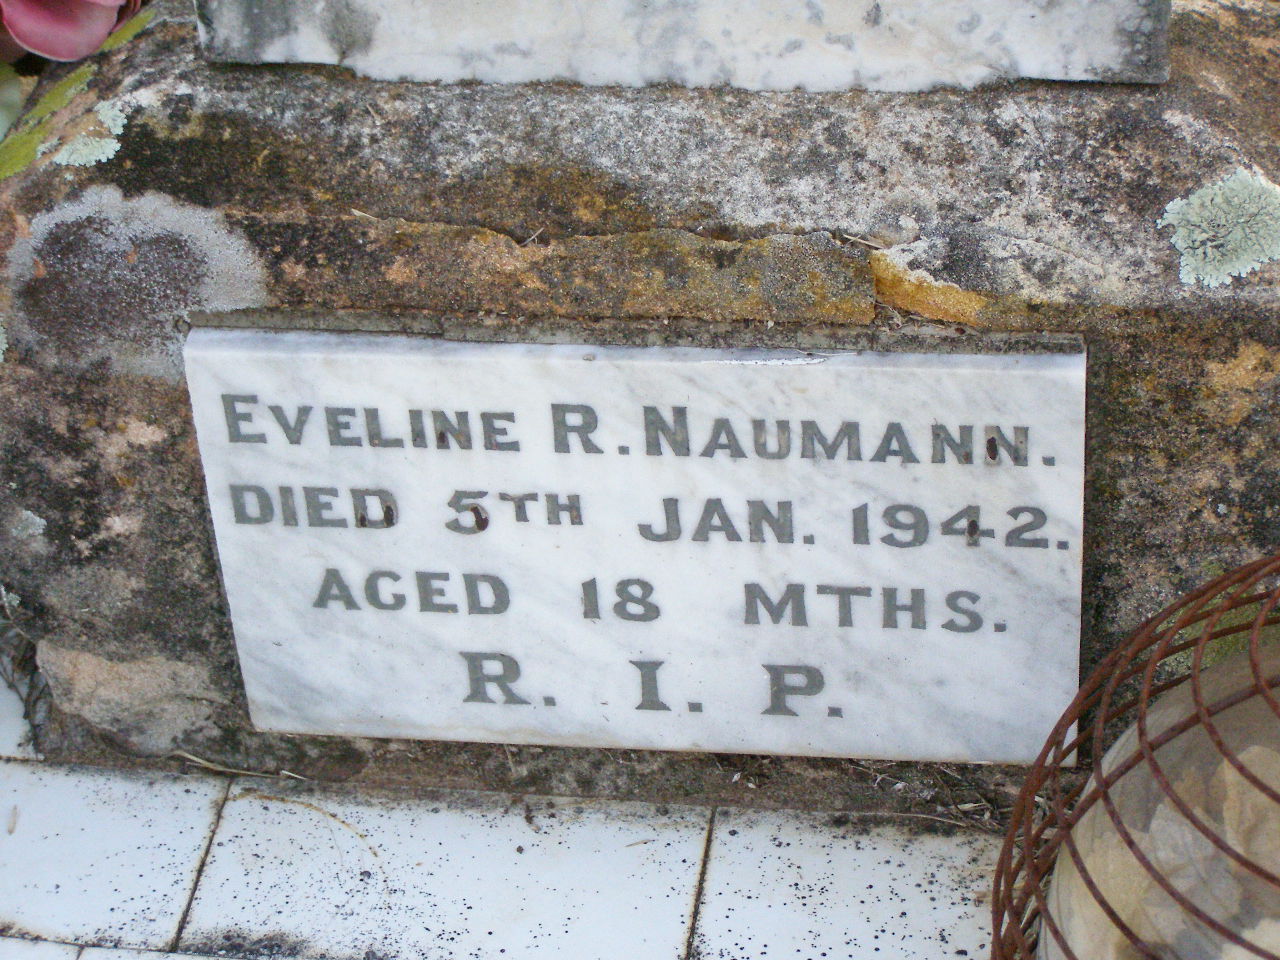 EVELINE R. NAUMANN.
DIED 5TH JAN. 1942.
AGED 18 MTHS.
R. I. P.